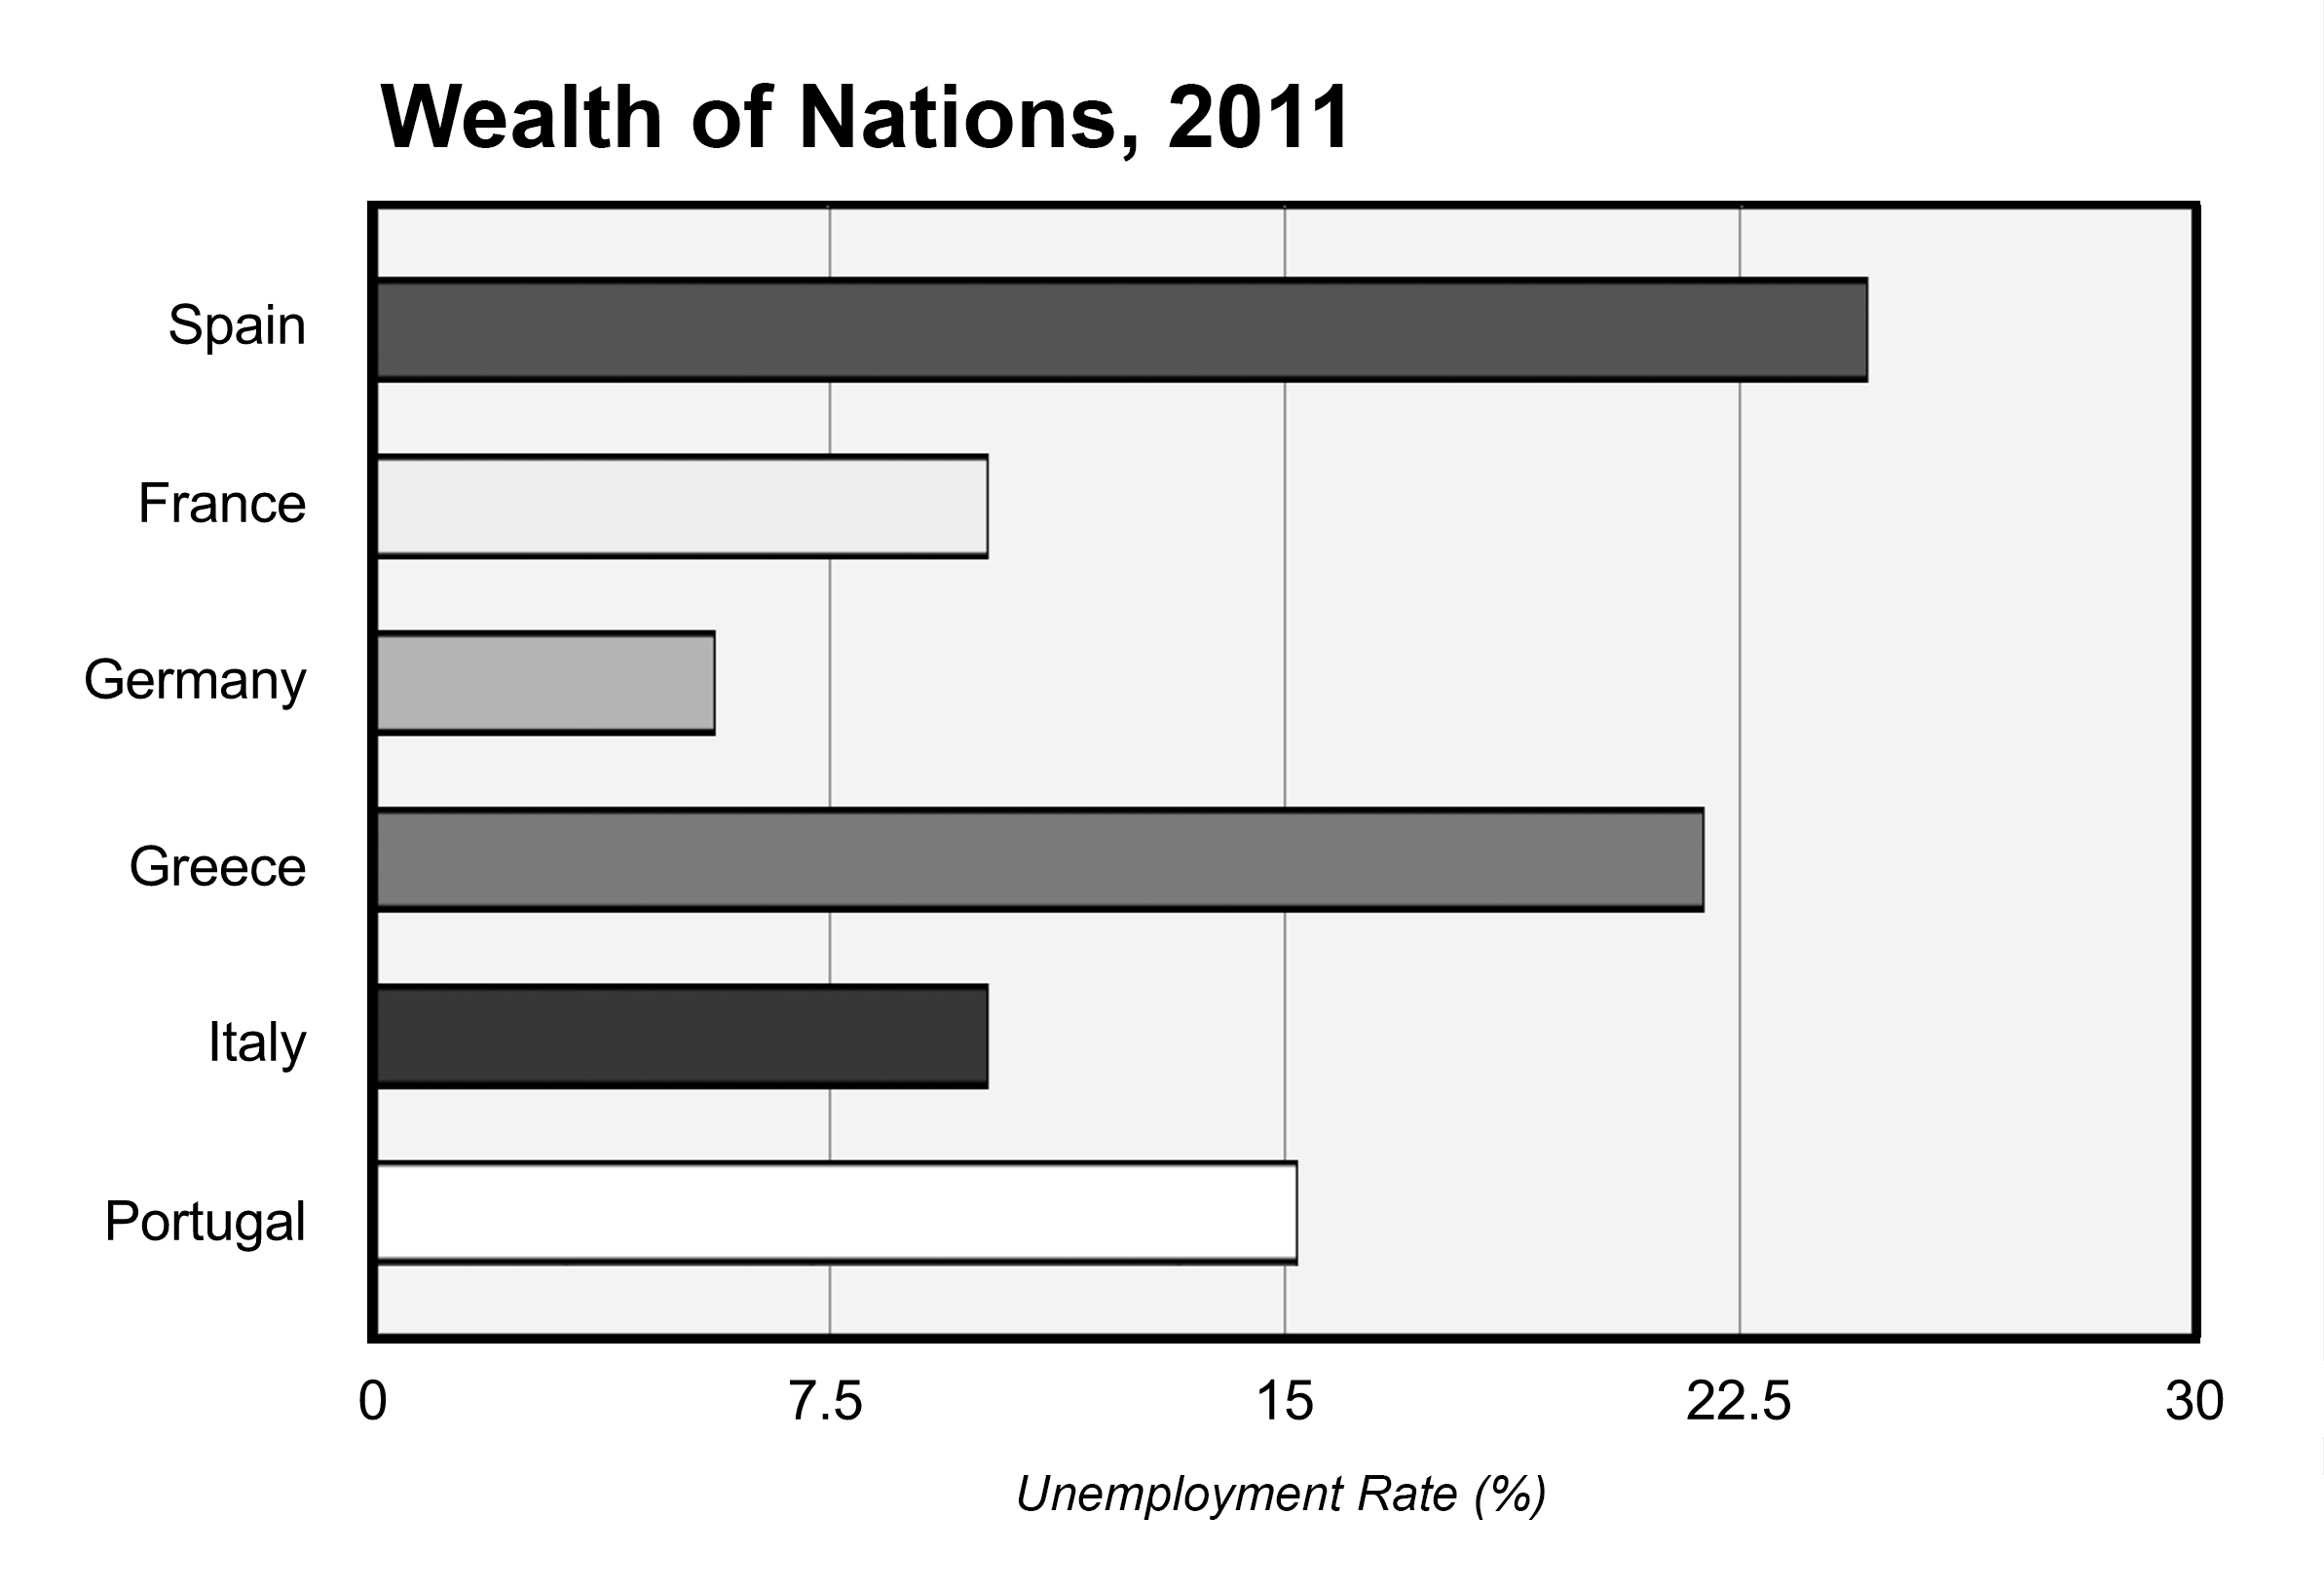 Wealth of Nations, 2011
Spain
France
Germany
Greece
Italy
Portugal
0 7.5 15 22.5 30
Unemployment Rate (%)